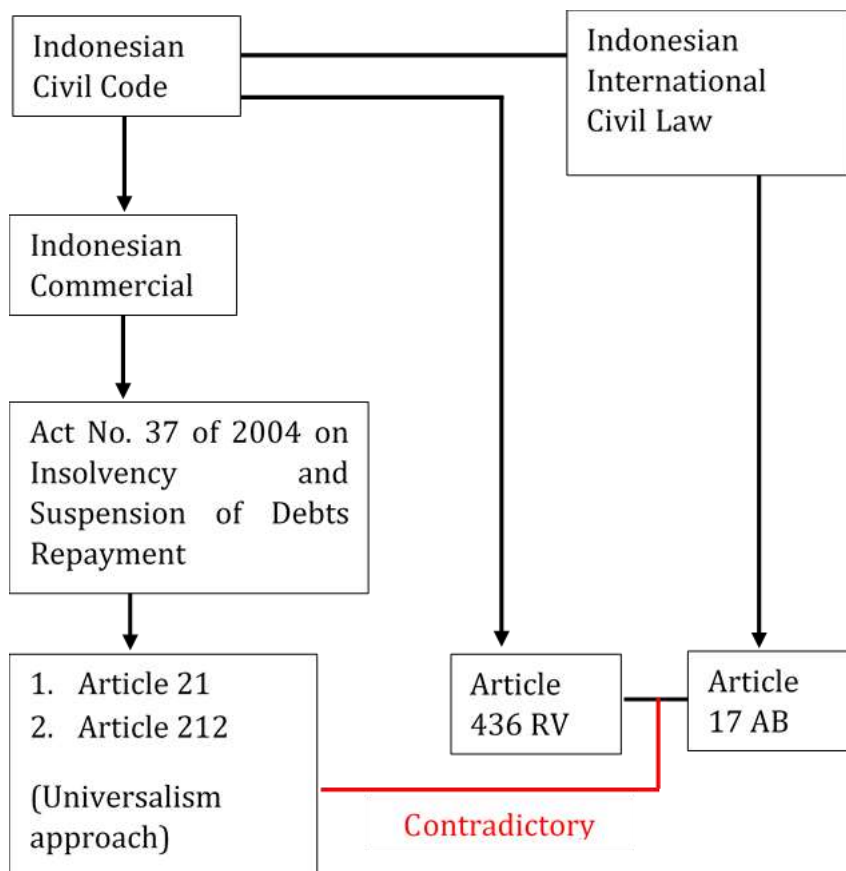 Indonesian
Civil Code
Indonesian
International
Civil Law
Indonesian
Commercial
Act No. 37 of 2004 on
Insolvency and
Suspension of Debts
Repayment
1. Article 21
2. Article 212
(Universalism
approach)
Article
436 RV
Article
17 AB
Contradictory